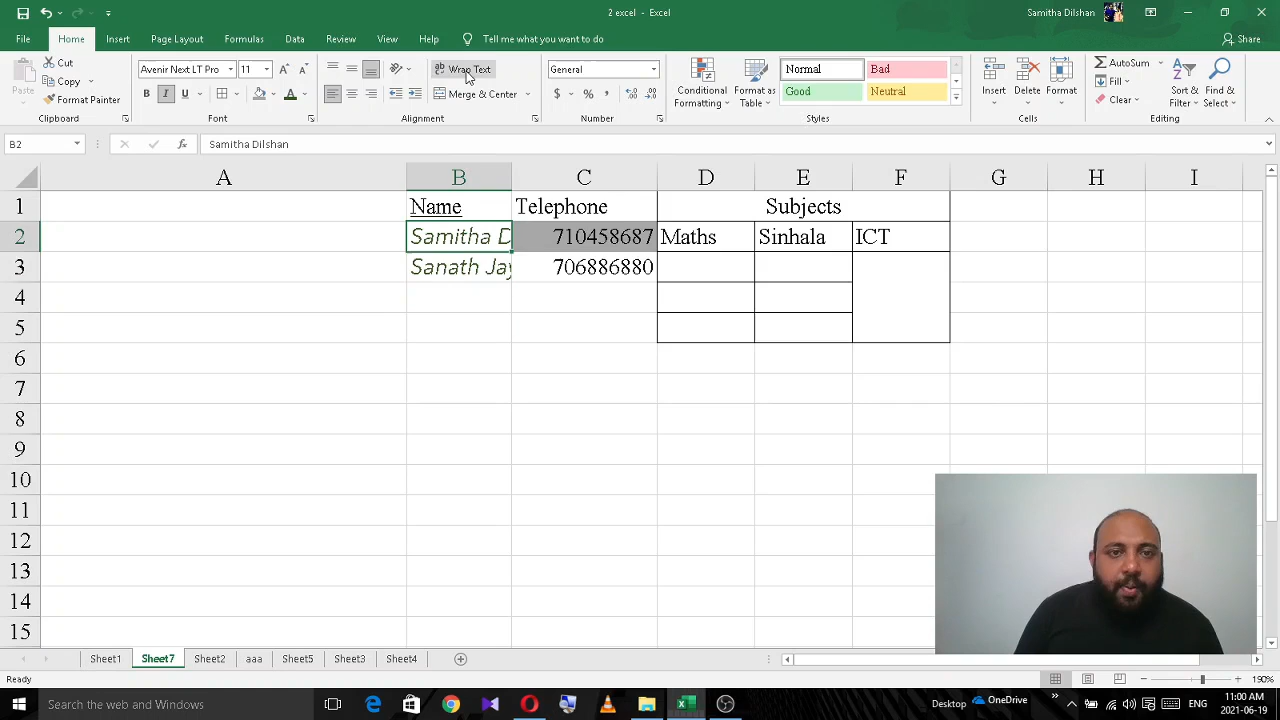 2 excel - Excel
Samitha Dilshan
File Home Insert Page Layout Formulas Data Review View Help Tell me what you want to do Share
Paste
Cut
Copy
Format Painter
Clipboard
Avenir Next LT Pro 11
B I U
Font
Wrap Text
Merge & Center
Alignment
General
$ % ,
Number
Conditional Formatting
Format as Table
Normal Bad
Good Neutral
Styles
Insert Delete Format
Cells
AutoSum
Fill
Clear
Sort & Filter
Find & Select
Editing
B2 fx Samitha Dilshan
A B C D E F G H I
1 Name Telephone Subjects
2 Samitha D 710458687 Maths Sinhala ICT
3 Sanath Jay 706886880
4
5
6
7
8
9
10
11
12
13
14
15
Sheet1 Sheet7 Sheet2 aaa Sheet5 Sheet3 Sheet4
Ready 190%
Search the web and Windows
Desktop OneDrive ENG 11:00 AM
2021-06-19